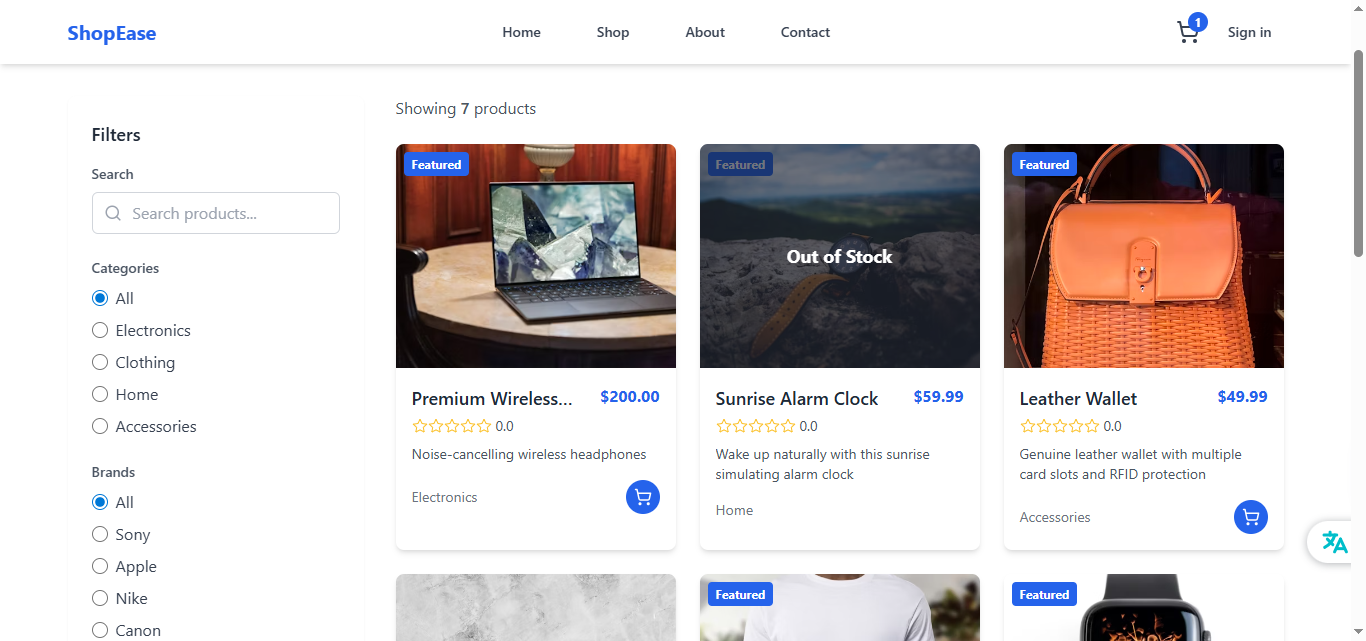 ShopEase
Home
Shop
About
Contact
1
Sign in
Filters
Search
Search products...
Categories
All
Electronics
Clothing
Home
Accessories
Brands
All
Sony
Apple
Nike
Canon
Showing 7 products
Featured
Premium Wireless... $200.00
0.0
Noise-cancelling wireless headphones
Electronics
Featured
Out of Stock
Sunrise Alarm Clock $59.99
0.0
Wake up naturally with this sunrise
simulating alarm clock
Home
Featured
Leather Wallet $49.99
0.0
Genuine leather wallet with multiple
card slots and RFID protection
Accessories
Featured
Featured